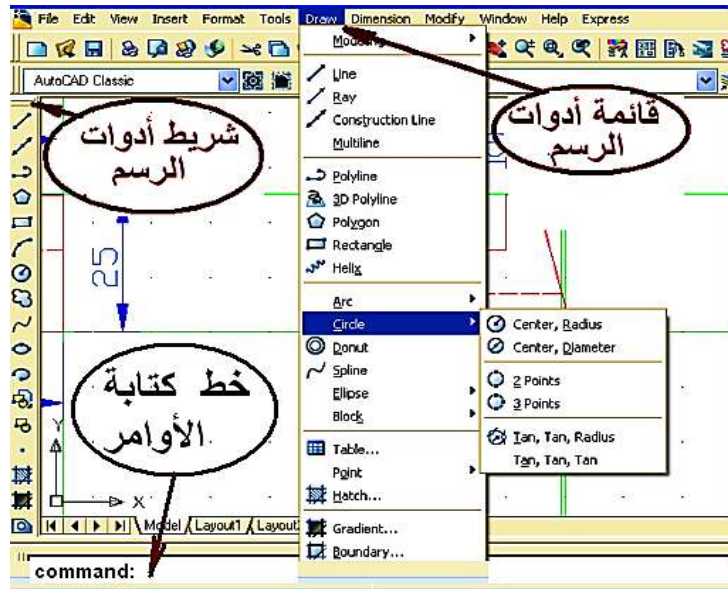 File Edit View Insert Format Tools Draw Dimension Modify Window Help Express
AutoCAD Classic
شريط أدوات
الرسم
قائمة أدوات
الرسم
Modeling
Line
Ray
Construction Line
Multiline
Polyline
3D Polyline
Polygon
Rectangle
Helix
Arc
Circle
Donut
Spline
Ellipse
Block
Table...
Point
Hatch...
Gradient...
Boundary...
Center, Radius
Center, Diameter
2 Points
3 Points
Tan, Tan, Radius
Tan, Tan, Tan
25
خط كتابة
الأوامر
Y
X
Model Layout1 Layout
command: